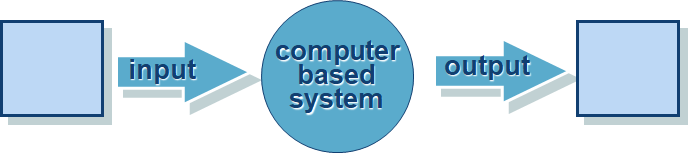 input
computer
based
system
output